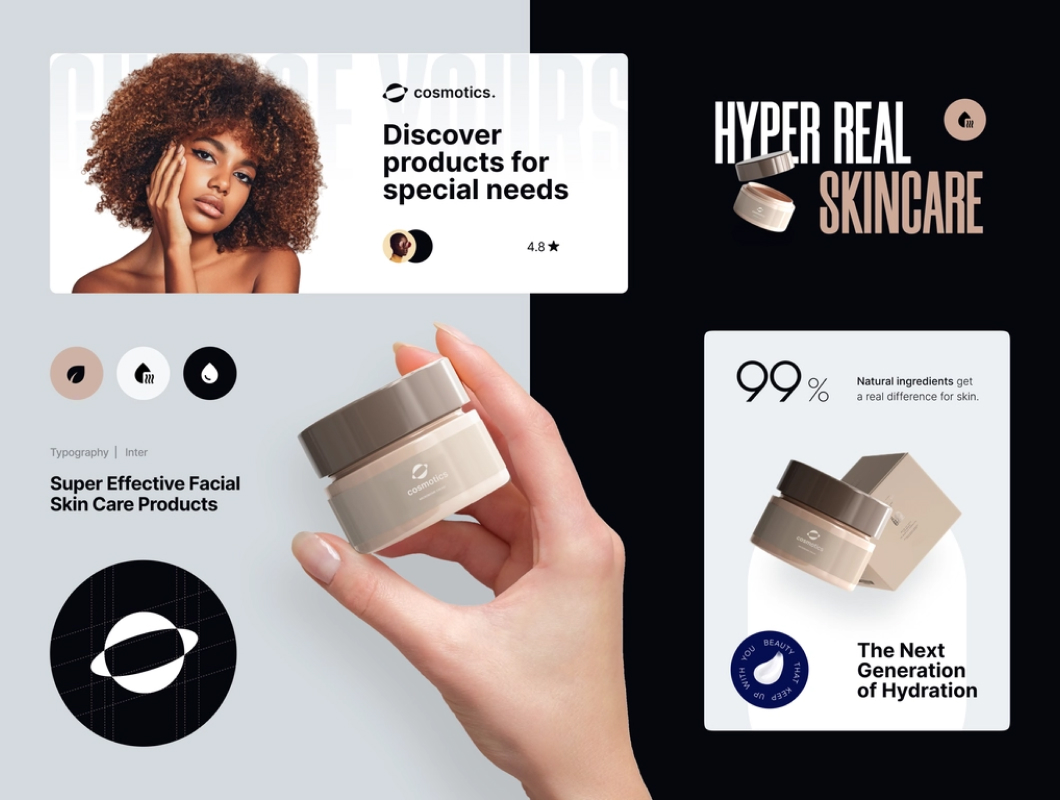 CHOOSE YOURS
cosmotics.
Discover
products for
special needs
4.8★
HYPER REAL
SKINCARE
Typography | Inter
Super Effective Facial
Skin Care Products
cosmotics
99%
Natural ingredients get
a real difference for skin.
cosmotics
BEAUTY THAT KEEP UP WITH YOU
The Next
Generation
of Hydration